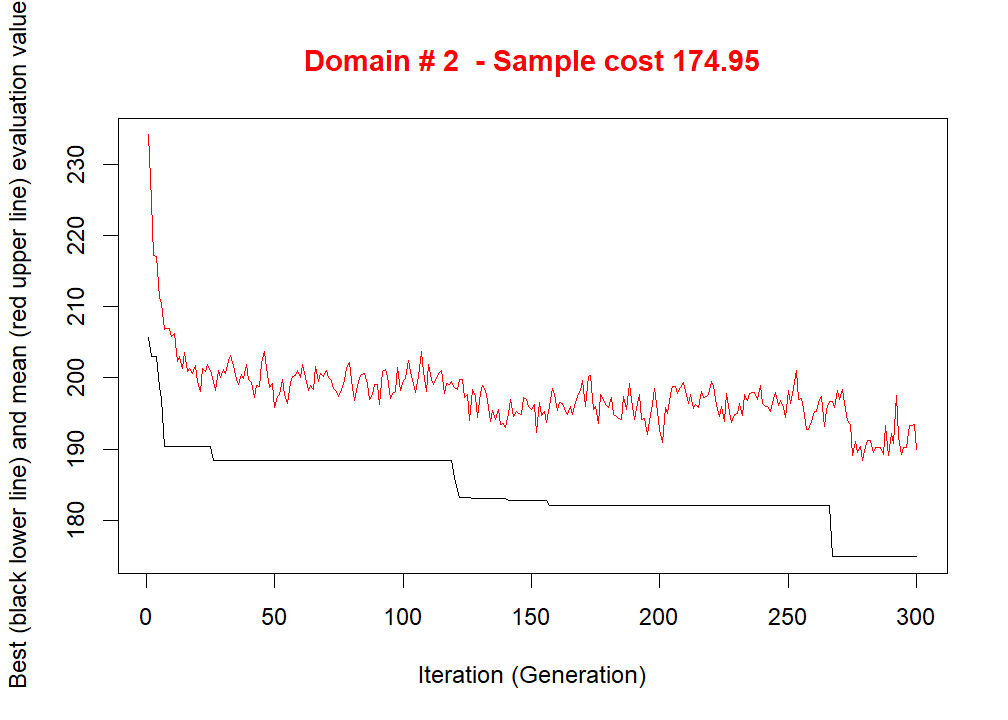 Domain # 2  - Sample cost 174.95
Best (black lower line) and mean (red upper line) evaluation value
230
220
210
200
190
180
0 50 100 150 200 250 300
Iteration (Generation)